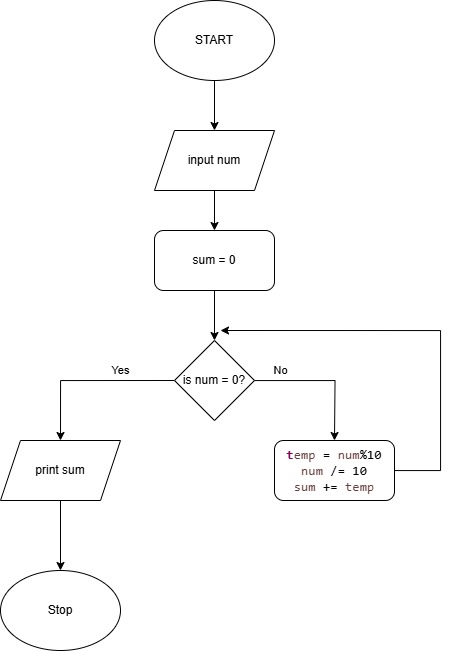 START
input num
sum = 0
is num = 0?
Yes
No
print sum
temp = num%10
num /= 10
sum += temp
Stop